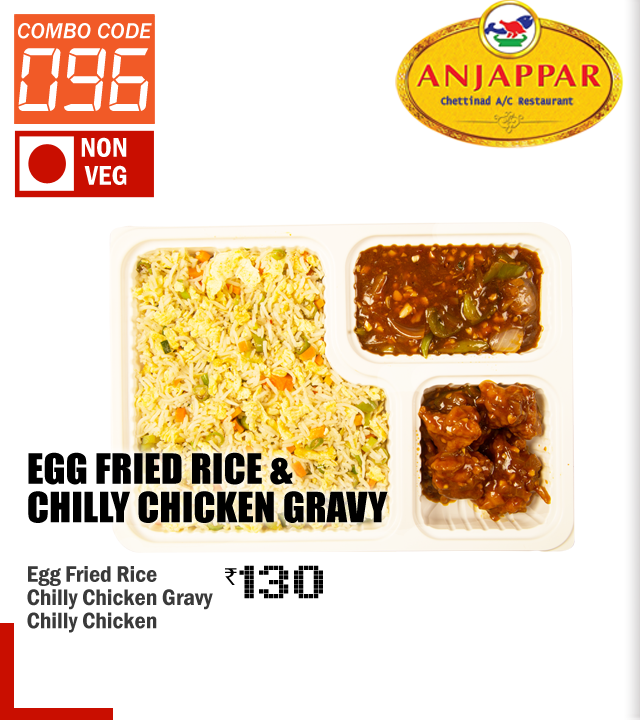 COMBO CODE
096
NON
VEG
ANJAPPAR
Chettinad A/C Restaurant
EGG FRIED RICE &
CHILLY CHICKEN GRAVY
Egg Fried Rice
Chilly Chicken Gravy
Chilly Chicken
₹130